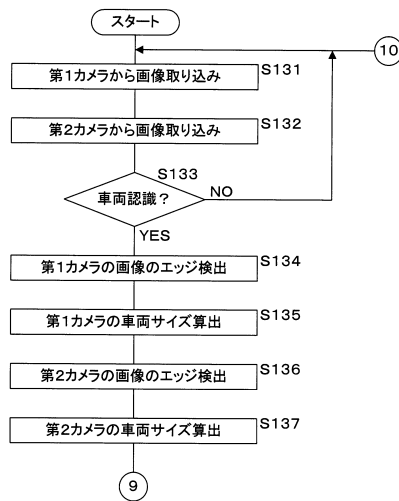 スタート
10
第1カメラから画像取り込み
S131
第2カメラから画像取り込み
S132
S133
車両認識？
NO
YES
第1カメラの画像のエッジ検出
S134
第1カメラの車両サイズ算出
S135
第2カメラの画像のエッジ検出
S136
第2カメラの車両サイズ算出
S137
9